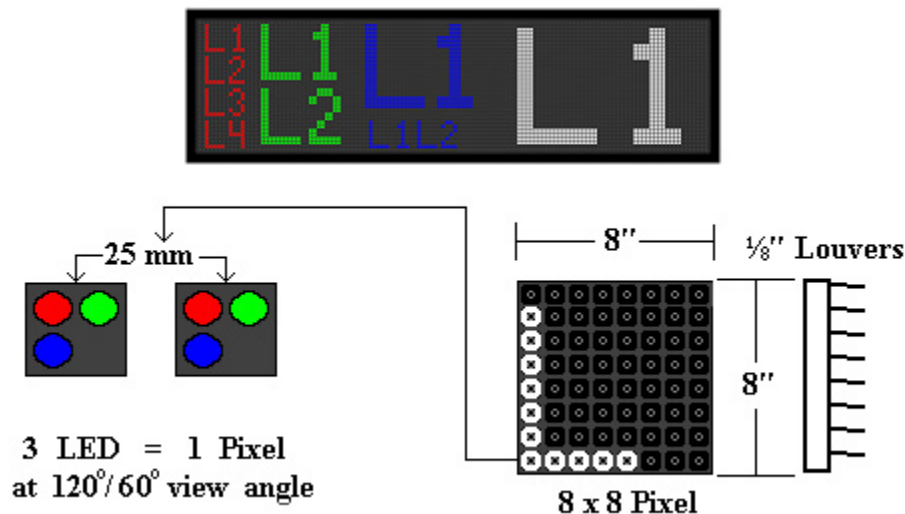 L1
L2
L3
L4
L1
L2
L1
L1L2
L1
25 mm
8"
⅛" Louvers
8"
3 LED = 1 Pixel
at 120°/60° view angle
8 x 8 Pixel